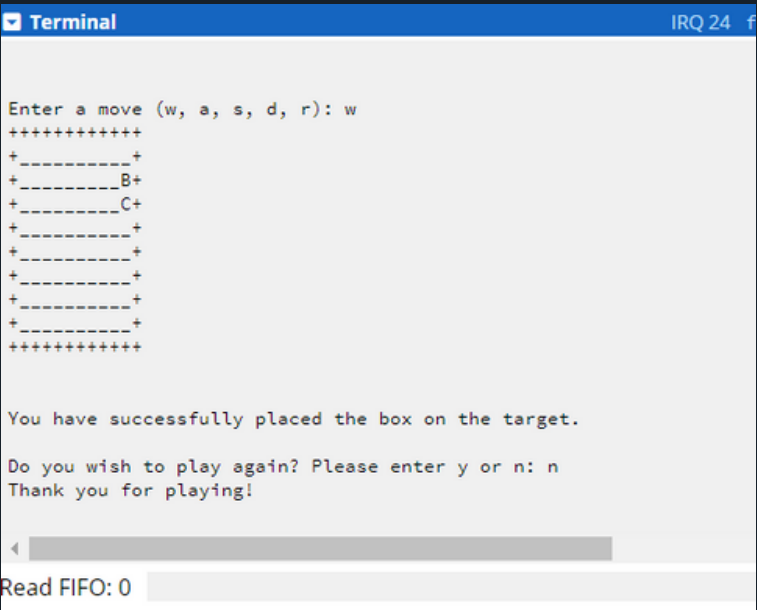 Terminal
IRQ 24 f
Enter a move (w, a, s, d, r): w
++++++++++++
+__________+
+_________B+
+_________C+
+__________+
+__________+
+__________+
+__________+
+__________+
++++++++++++
You have successfully placed the box on the target.
Do you wish to play again? Please enter y or n: n
Thank you for playing!
Read FIFO: 0